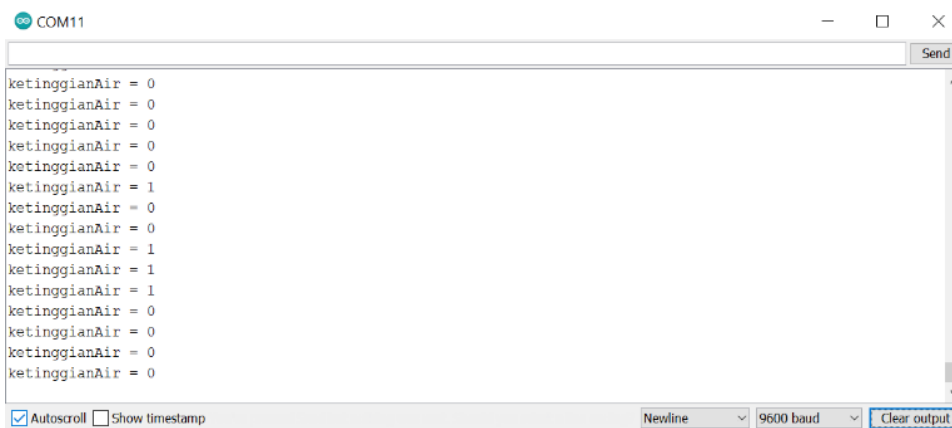 COM11
Send
ketinggianAir = 0
ketinggianAir = 0
ketinggianAir = 0
ketinggianAir = 0
ketinggianAir = 0
ketinggianAir = 1
ketinggianAir = 0
ketinggianAir = 0
ketinggianAir = 1
ketinggianAir = 1
ketinggianAir = 1
ketinggianAir = 0
ketinggianAir = 0
ketinggianAir = 0
ketinggianAir = 0
Autoscroll Show timestamp Newline 9600 baud Clear output